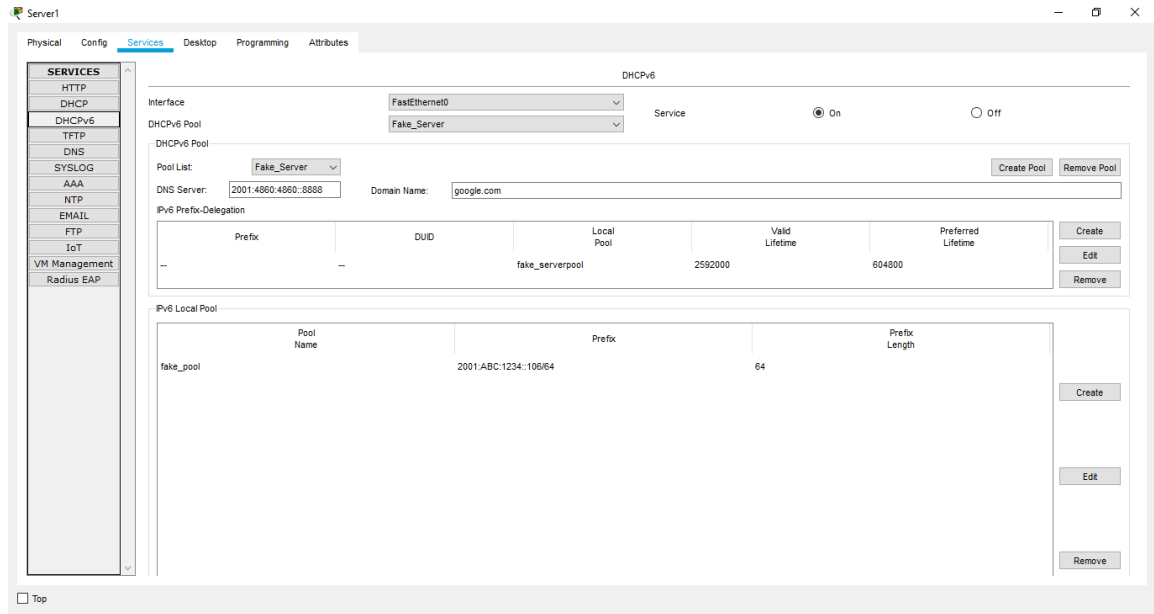 Server1
Physical Config Services Desktop Programming Attributes
SERVICES
HTTP
DHCP
DHCPv6
TFTP
DNS
SYSLOG
AAA
NTP
EMAIL
FTP
IoT
VM Management
Radius EAP
DHCPv6
Interface FastEthernet0 Service On Off
DHCPv6 Pool Fake_Server
DHCPv6 Pool
Pool List: Fake_Server Create Pool Remove Pool
DNS Server: 2001:4860:4860::8888 Domain Name: google.com
IPv6 Prefix-Delegation
Prefix DUID Local Pool Valid Lifetime Preferred Lifetime
-- -- fake_serverpool 2592000 604800
Create
Edit
Remove
IPv6 Local Pool
Pool Name Prefix Prefix Length
fake_pool 2001:ABC:1234::106/64 64
Create
Edit
Remove
Top